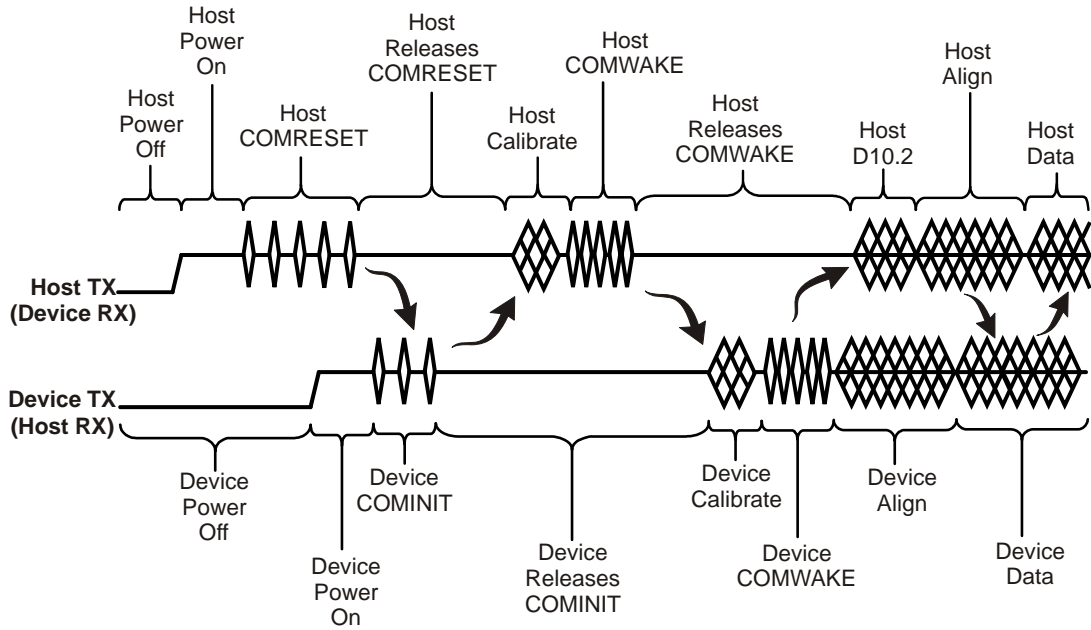 Host
Power
Off
Host
Power
On
Host
COMRESET
Host
Releases
COMRESET
Host
Calibrate
Host
COMWAKE
Host
Releases
COMWAKE
Host
D10.2
Host
Align
Host
Data
Host TX
(Device RX)
Device TX
(Host RX)
Device
Power
Off
Device
Power
On
Device
COMINIT
Device
Releases
COMINIT
Device
Calibrate
Device
COMWAKE
Device
Align
Device
Data